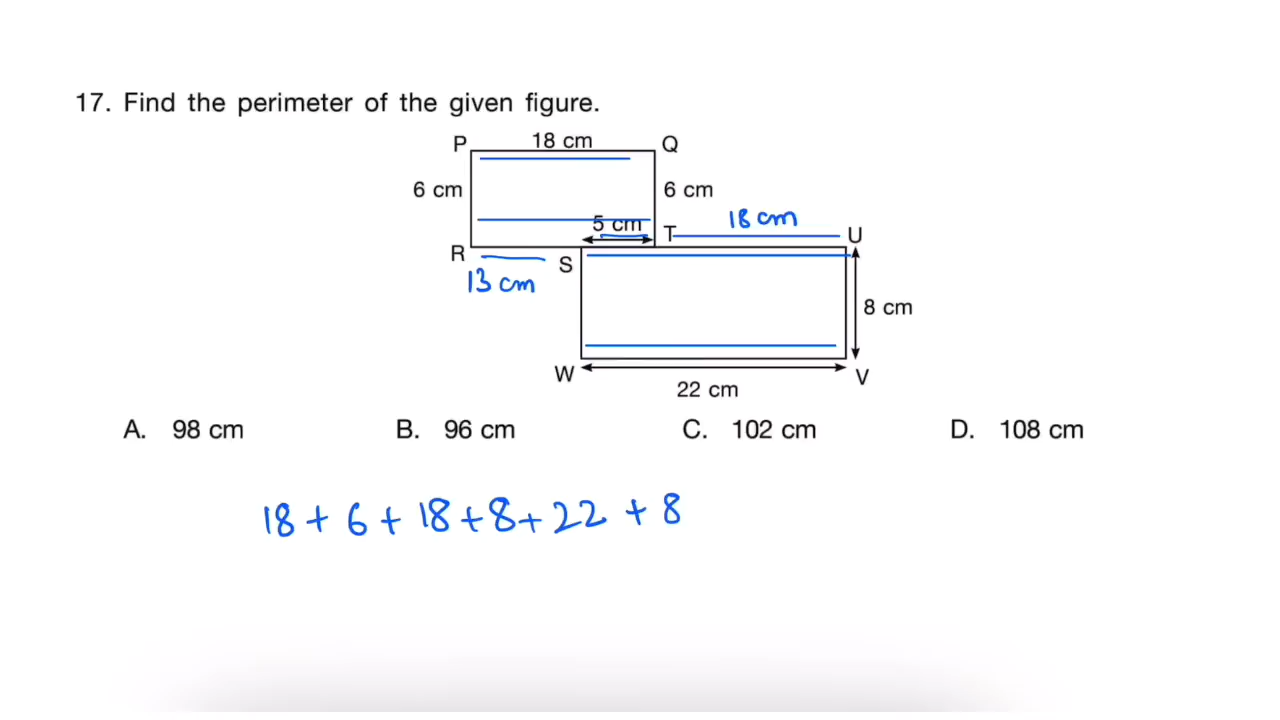 17. Find the perimeter of the given figure.
P 18 cm Q
6 cm 6 cm
5 cm T 18 cm U
R S
13 cm
8 cm
W V
22 cm
A. 98 cm B. 96 cm C. 102 cm D. 108 cm
18 + 6 + 18 + 8 + 22 + 8